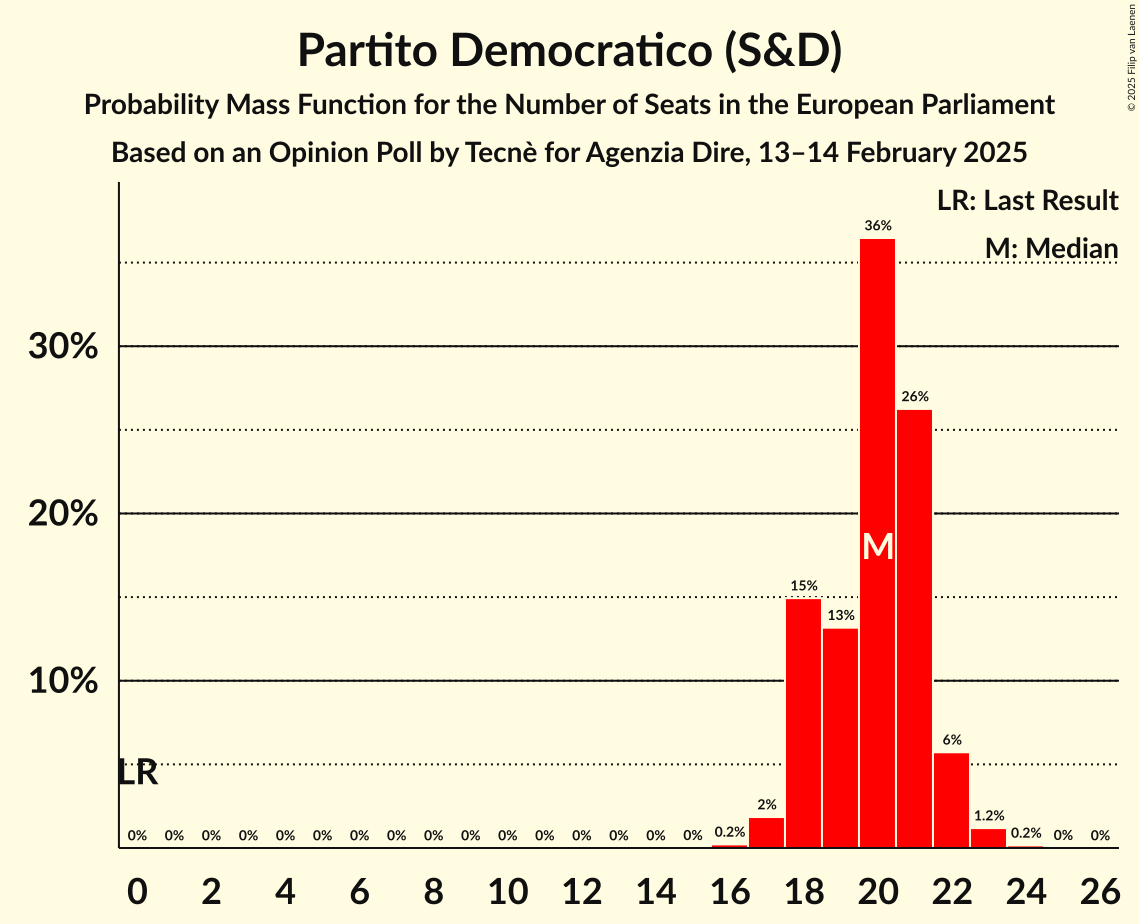 Partito Democratico (S&D)
Probability Mass Function for the Number of Seats in the European Parliament
Based on an Opinion Poll by Tecnè for Agenzia Dire, 13–14 February 2025
© 2025 Filip van Laenen
LR: Last Result
M: Median
30%
20%
10%
36%
26%
M
15%
13%
6%
LR
2%
1.2%
0% 0% 0% 0% 0% 0% 0% 0% 0% 0% 0% 0% 0% 0% 0% 0% 0.2% 0.2% 0% 0%
0 2 4 6 8 10 12 14 16 18 20 22 24 26